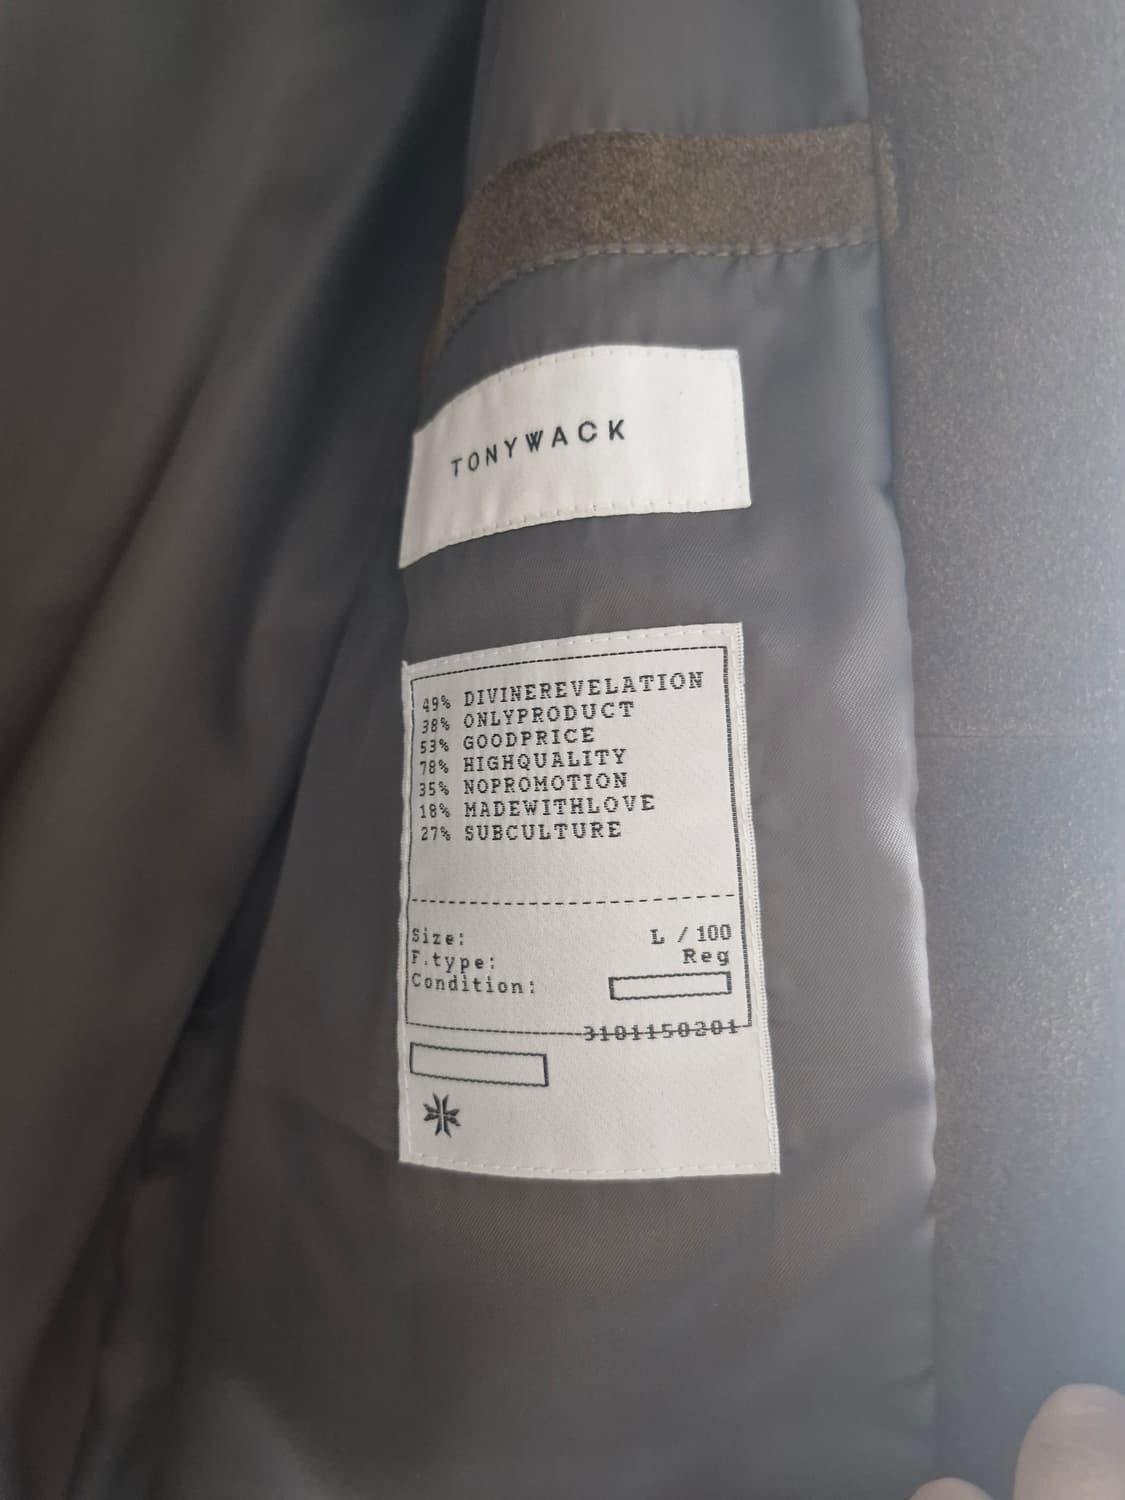 TONYWACK
49% DIVINEREVELATION
38% ONLYPRODUCT
53% GOODPRICE
78% HIGHQUALITY
35% NOPROMOTION
18% MADEWITHLOVE
27% SUBCULTURE
Size: L / 100
F.type: Reg
Condition:
3101150201